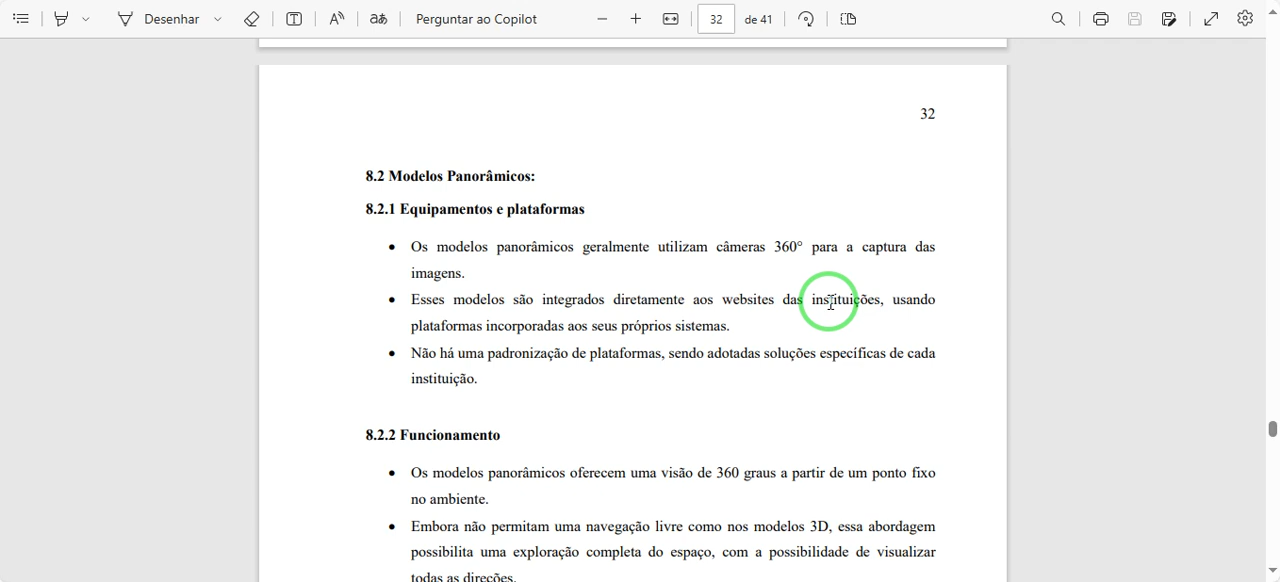 Desenhar
Perguntar ao Copilot
32 de 41
32
8.2 Modelos Panorâmicos:
8.2.1 Equipamentos e plataformas
• Os modelos panorâmicos geralmente utilizam câmeras 360° para a captura das
imagens.
• Esses modelos são integrados diretamente aos websites das instituições, usando
plataformas incorporadas aos seus próprios sistemas.
• Não há uma padronização de plataformas, sendo adotadas soluções específicas de cada
instituição.
8.2.2 Funcionamento
• Os modelos panorâmicos oferecem uma visão de 360 graus a partir de um ponto fixo
no ambiente.
• Embora não permitam uma navegação livre como nos modelos 3D, essa abordagem
possibilita uma exploração completa do espaço, com a possibilidade de visualizar
todas as direções.